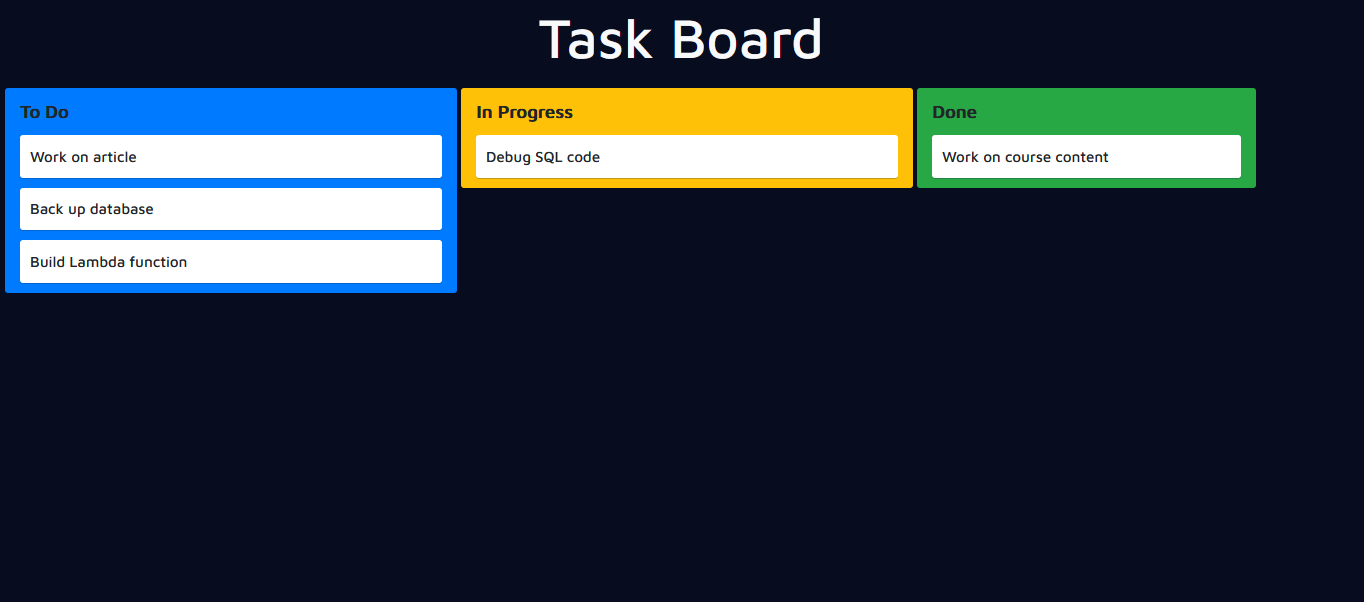 Task Board
To Do
Work on article
Back up database
Build Lambda function
In Progress
Debug SQL code
Done
Work on course content